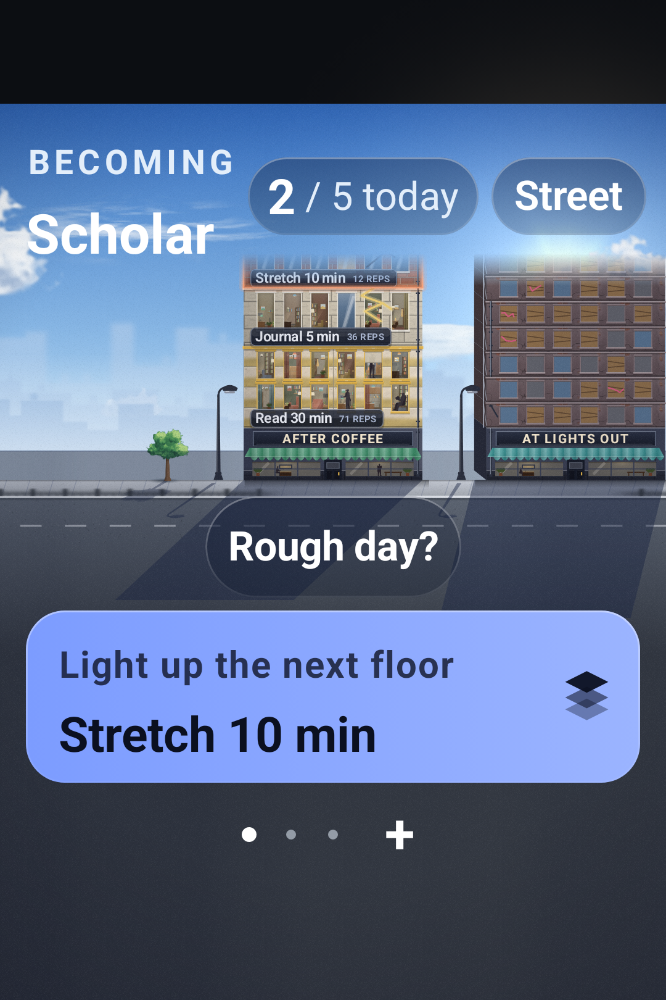 BECOMING
Scholar
2 / 5 today
Street
Stretch 10 min 12 REPS
Journal 5 min 36 REPS
Read 30 min 71 REPS
AFTER COFFEE
AT LIGHTS OUT
Rough day?
Light up the next floor
Stretch 10 min